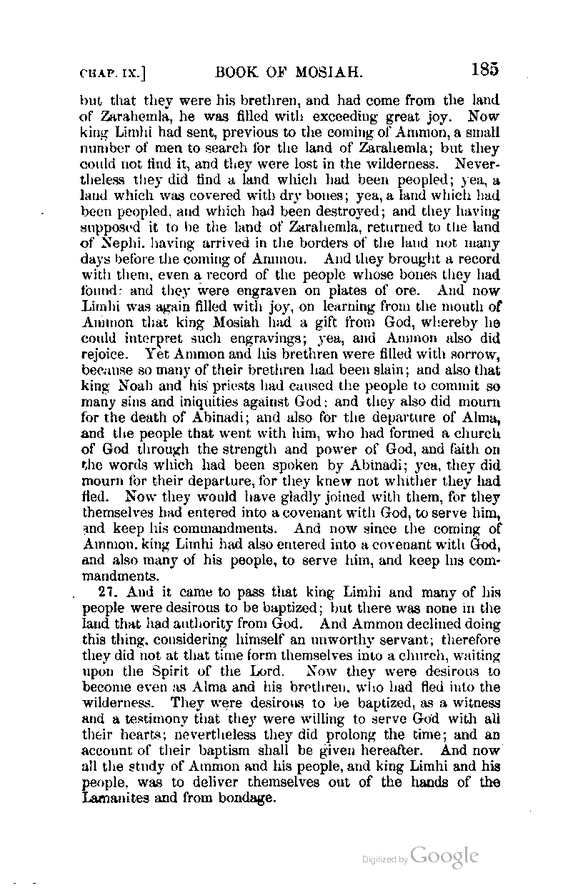 CHAP. IX.] BOOK OF MOSIAH. 185
but that they were his brethren, and had come from the land
of Zarahemla, he was filled with exceeding great joy. Now
king Limhi had sent, previous to the coming of Ammon, a small
number of men to search for the land of Zarahemla; but they
could not find it, and they were lost in the wilderness. Never-
theless they did find a land which had been peopled; yea, a
land which was covered with dry bones; yea, a land which had
been peopled, and which had been destroyed; and they having
supposed it to be the land of Zarahemla, returned to the land
of Nephi, having arrived in the borders of the land not many
days before the coming of Ammon. And they brought a record
with them, even a record of the people whose bones they had
found: and they were engraven on plates of ore. And now
Limhi was again filled with joy, on learning from the mouth of
Ammon that king Mosiah had a gift from God, whereby he
could interpret such engravings; yea, and Ammon also did
rejoice. Yet Ammon and his brethren were filled with sorrow,
because so many of their brethren had been slain; and also that
king Noah and his priests had caused the people to commit so
many sins and iniquities against God; and they also did mourn
for the death of Abinadi; and also for the departure of Alma,
and the people that went with him, who had formed a church
of God through the strength and power of God, and faith on
the words which had been spoken by Abinadi; yea, they did
mourn for their departure, for they knew not whither they had
fled. Now they would have gladly joined with them, for they
themselves had entered into a covenant with God, to serve him,
and keep his commandments. And now since the coming of
Ammon, king Limhi had also entered into a covenant with God,
and also many of his people, to serve him, and keep his com-
mandments.
27. And it came to pass that king Limhi and many of his
people were desirous to be baptized; but there was none in the
land that had authority from God. And Ammon declined doing
this thing, considering himself an unworthy servant; therefore
they did not at that time form themselves into a church, waiting
upon the Spirit of the Lord. Now they were desirous to
become even as Alma and his brethren, who had fled into the
wilderness. They were desirous to be baptized, as a witness
and a testimony that they were willing to serve God with all
their hearts; nevertheless they did prolong the time; and an
account of their baptism shall be given hereafter. And now
all the study of Ammon and his people, and king Limhi and his
people, was to deliver themselves out of the hands of the
Lamanites and from bondage.
Digitized by Google